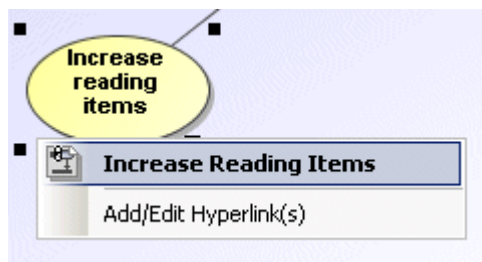 Increase
reading
items
Increase Reading Items
Add/Edit Hyperlink(s)